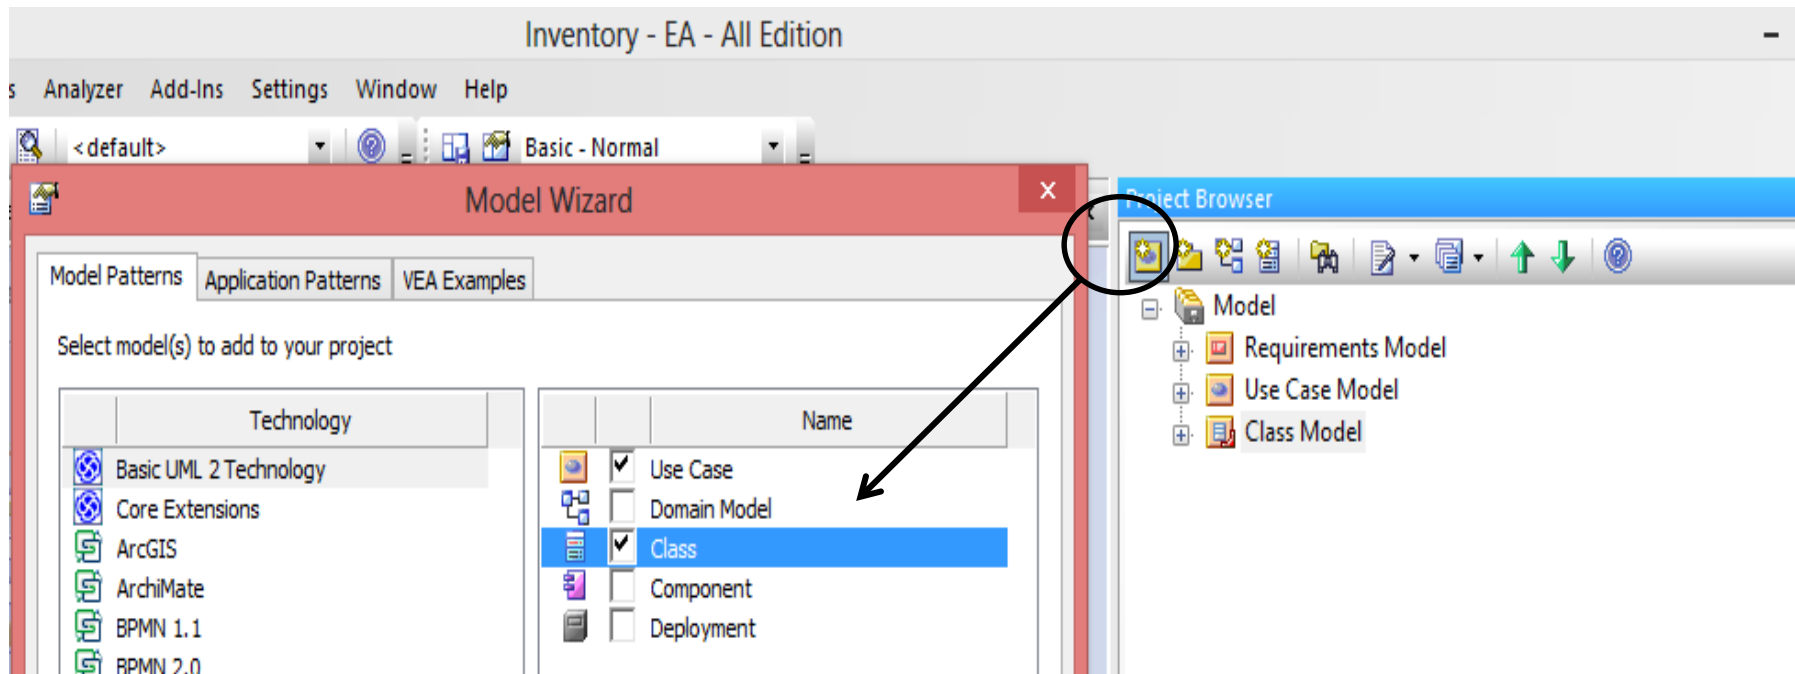 Inventory - EA - All Edition
s Analyzer Add-Ins Settings Window Help
<default> Basic - Normal
Model Wizard
Project Browser
Model Patterns Application Patterns VEA Examples
Model
Select model(s) to add to your project
Requirements Model
Use Case Model
Technology Name
Class Model
Basic UML 2 Technology Use Case
Core Extensions Domain Model
ArcGIS Class
ArchiMate Component
BPMN 1.1 Deployment
BPMN 2.0